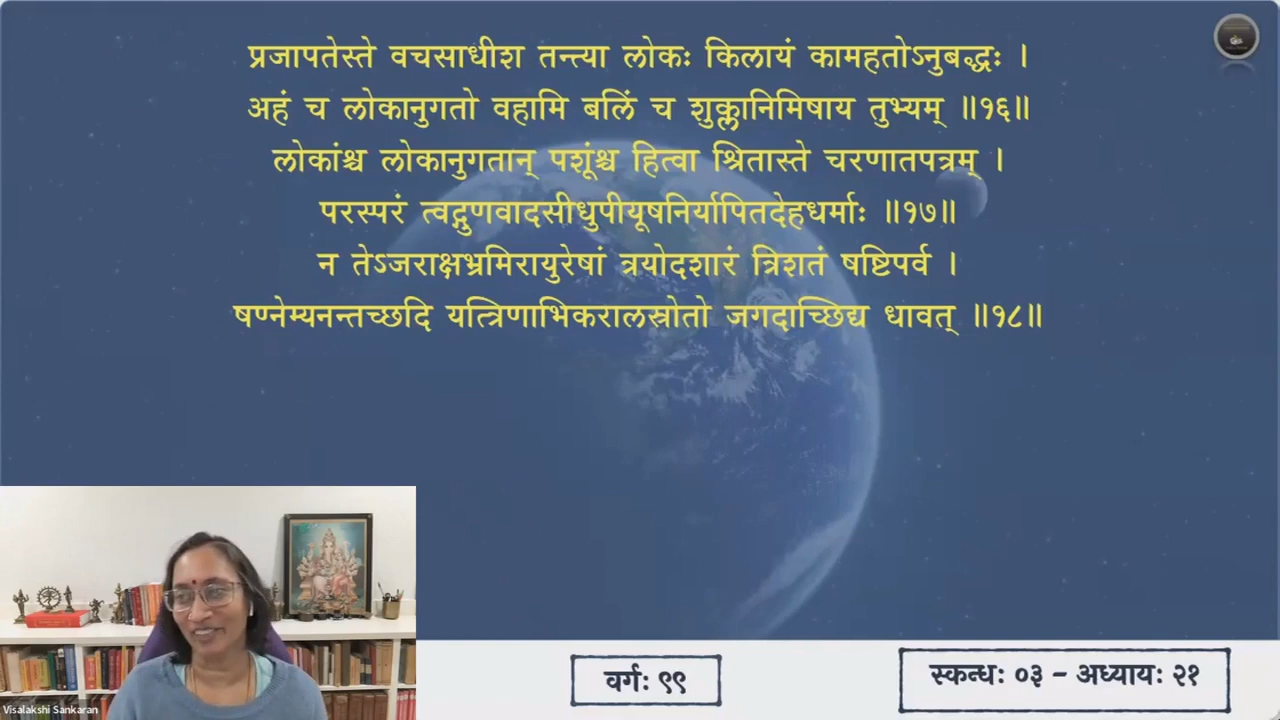 प्रजापतेस्ते वचसाधीश तन्त्या लोकः किलायं कामहतोऽनुबद्धः ।
अहं च लोकानुगतो वहामि बलिं च शुक्लानिमिषाय तुभ्यम् ॥१६॥
लोकांश्च लोकानुगतान् पशूंश्च हित्वा श्रितास्ते चरणातपत्रम् ।
परस्परं त्वद्गुणवादसीधुपीयूषनिर्यापितदेहधर्माः ॥१७॥
न तेऽजराक्षभ्रमिरायुरेषां त्रयोदशारं त्रिशतं षष्टिपर्व ।
षण्नेम्यनन्तच्छदि यत्त्रिणाभिकरालस्रोतो जगदाच्छिद्य धावत् ॥१८॥
Visalakshi Sankaran
वर्गः ९९
स्कन्धः ०३ - अध्यायः २१